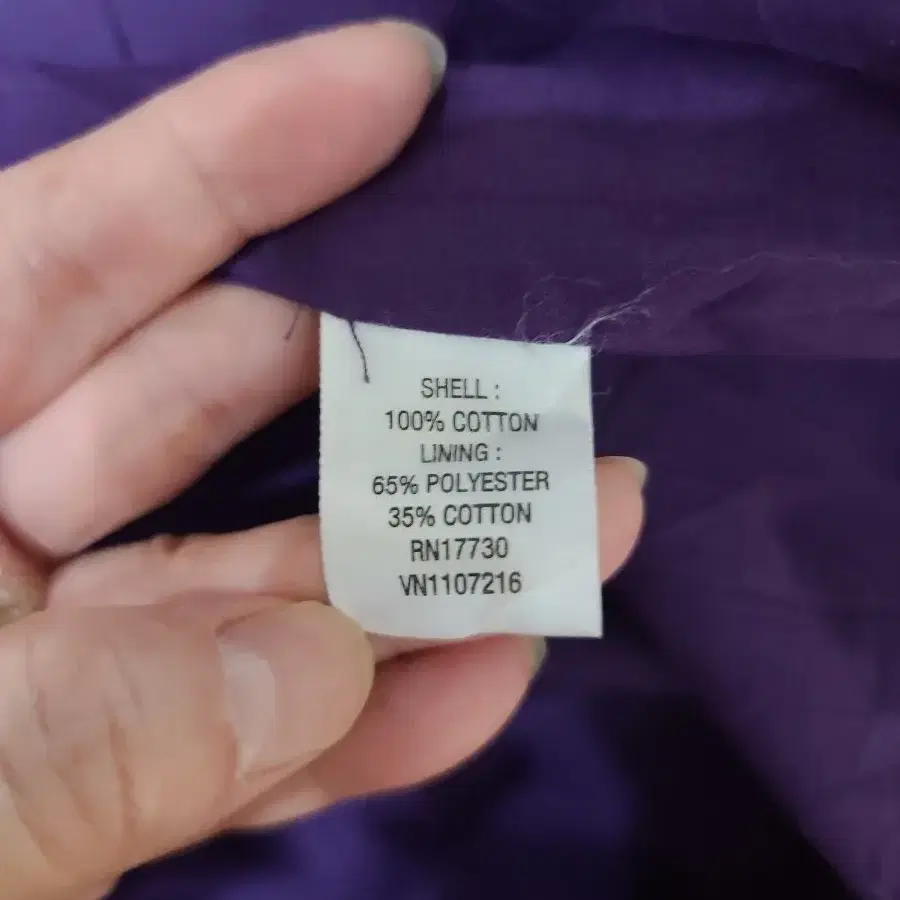 SHELL :
100% COTTON
LINING :
65% POLYESTER
35% COTTON
RN17730
VN1107216